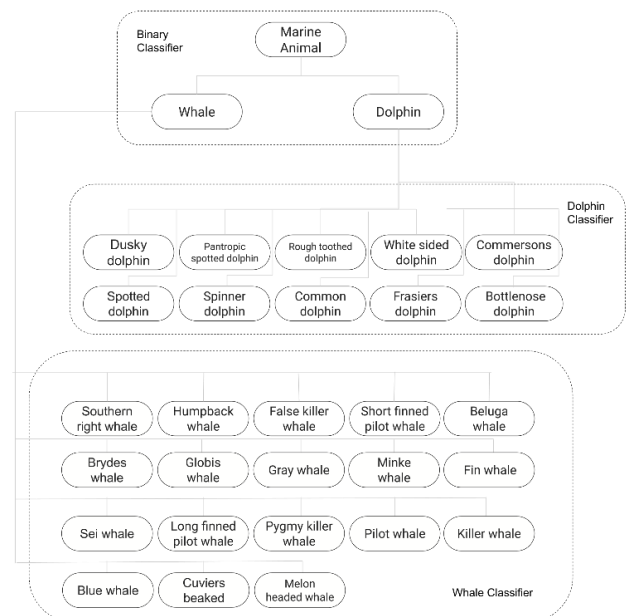 Binary
Classifier
Marine
Animal
Whale
Dolphin
Dolphin
Classifier
Dusky
dolphin
Pantropic
spotted dolphin
Rough toothed
dolphin
White sided
dolphin
Commersons
dolphin
Spotted
dolphin
Spinner
dolphin
Common
dolphin
Frasiers
dolphin
Bottlenose
dolphin
Southern
right whale
Humpback
whale
False killer
whale
Short finned
pilot whale
Beluga
whale
Brydes
whale
Globis
whale
Gray whale
Minke
whale
Fin whale
Sei whale
Long finned
pilot whale
Pygmy killer
whale
Pilot whale
Killer whale
Blue whale
Cuviers
beaked
Melon
headed whale
Whale Classifier